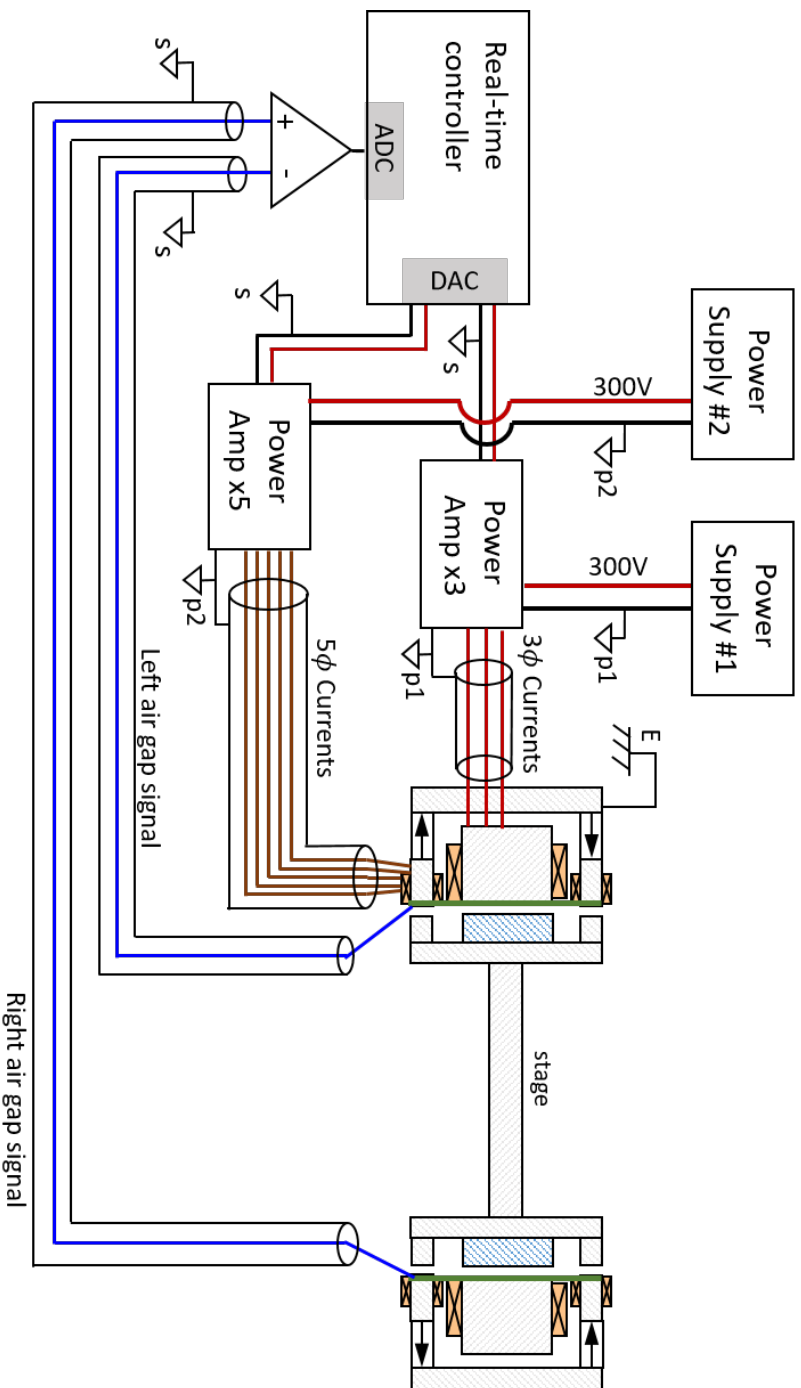 Real-time
controller
ADC
DAC
+
-
s
s
s
s
Power
Supply #2
300V
p2
Power
Supply #1
300V
p1
Power
Amp x5
p2
Power
Amp x3
p1
3ϕ Currents
5ϕ Currents
E
Left air gap signal
Right air gap signal
stage